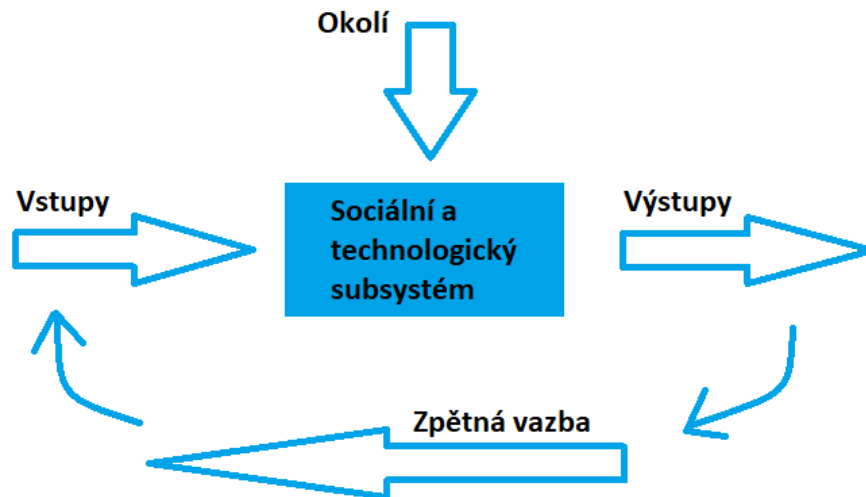 Okolí
Vstupy
Sociální a
technologický
subsystém
Výstupy
Zpětná vazba